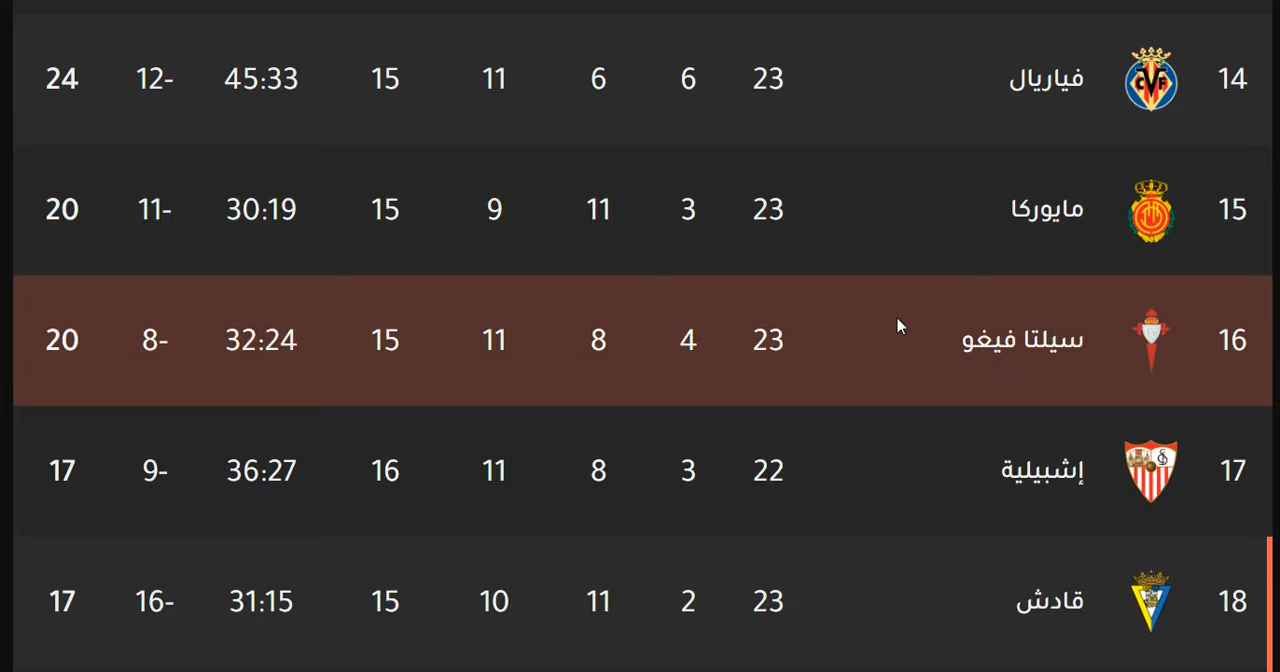 14 فياريال 23 6 6 11 15 45:33 12- 24
15 مايوركا 23 3 11 9 15 30:19 11- 20
16 سيلتا فيغو 23 4 8 11 15 32:24 8- 20
17 إشبيلية 22 3 8 11 16 36:27 9- 17
18 قادش 23 2 11 10 15 31:15 16- 17